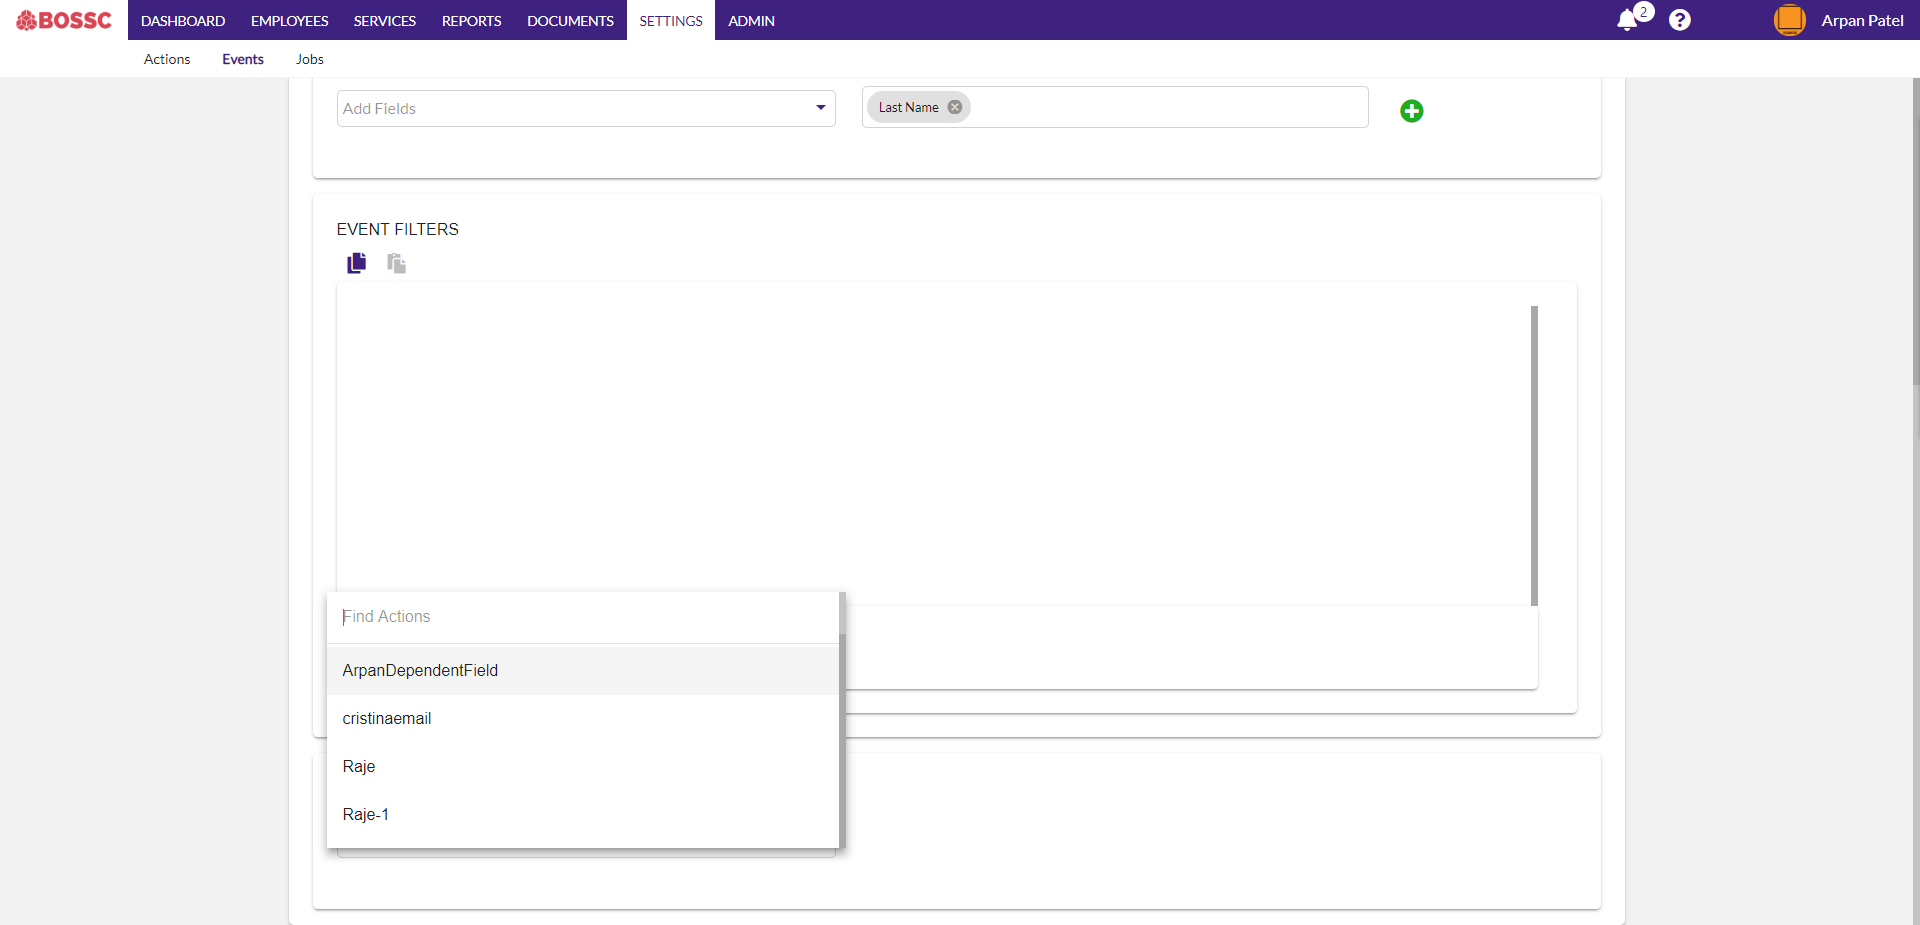 BOSSC DASHBOARD EMPLOYEES SERVICES REPORTS DOCUMENTS SETTINGS ADMIN 2 ? Arpan Patel
Actions Events Jobs
Add Fields Last Name
EVENT FILTERS
Find Actions
ArpanDependentField
cristinaemail
Raje
Raje-1